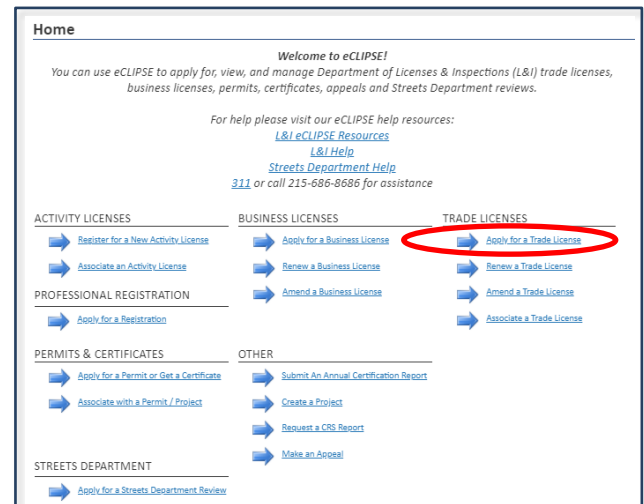 Home
Welcome to eCLIPSE!
You can use eCLIPSE to apply for, view, and manage Department of Licenses & Inspections (L&I) trade licenses,
business licenses, permits, certificates, appeals and Streets Department reviews.
For help please visit our eCLIPSE help resources:
L&I eCLIPSE Resources
L&I Help
Streets Department Help
311 or call 215-686-8686 for assistance
ACTIVITY LICENSES
Register for a New Activity License
Associate an Activity License
PROFESSIONAL REGISTRATION
Apply for a Registration
BUSINESS LICENSES
Apply for a Business License
Renew a Business License
Amend a Business License
TRADE LICENSES
Apply for a Trade License
Renew a Trade License
Amend a Trade License
Associate a Trade License
PERMITS & CERTIFICATES
Apply for a Permit or Get a Certificate
Associate with a Permit / Project
OTHER
Submit An Annual Certification Report
Create a Project
Request a CRS Report
Make an Appeal
STREETS DEPARTMENT
Apply for a Streets Department Review